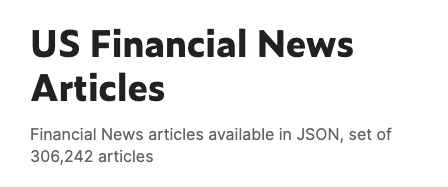 US Financial News
Articles
Financial News articles available in JSON, set of
306,242 articles